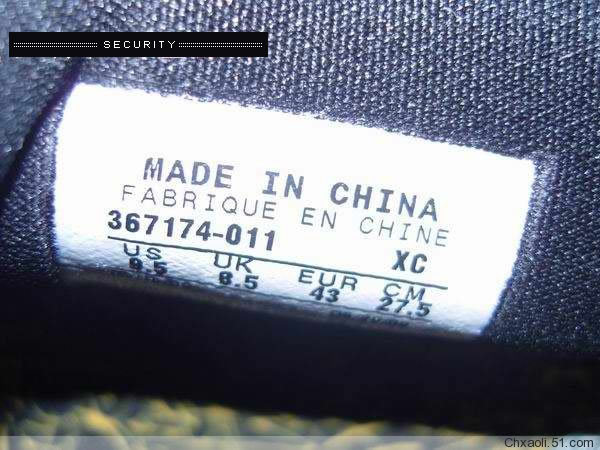 SECURITY
MADE IN CHINA
FABRIQUE EN CHINE
367174-011 XC
US UK EUR CM
9.5 8.5 43 27.5
Chxaoli.51.com